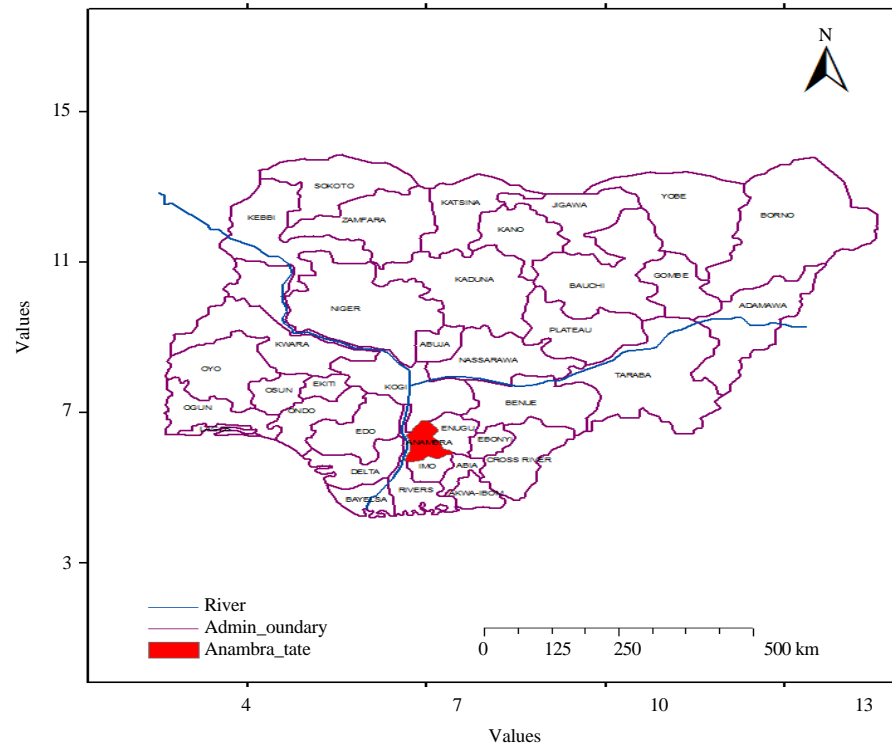 N
15
SOKOTO
YOBE
KATSINA
JIGAWA
KEBBI
ZAMFARA
BORNO
KANO
11
GOMBE
KADUNA
BAUCHI
ADAMAWA
NIGER
PLATEAU
KWARA
ABUJA
NASSARAWA
OYO
TARABA
EKITI
KOGI
OSUN
BENUE
OGUN
ONDO
7
ENUGU
EDO
EBONYI
ANAMBRA
CROSS RIVER
IMO
ABIA
DELTA
RIVERS
AKWA-IBOM
BAYELSA
3
Values
River
Admin_oundary
Anambra_tate
0 125 250 500 km
4 7 10 13
Values